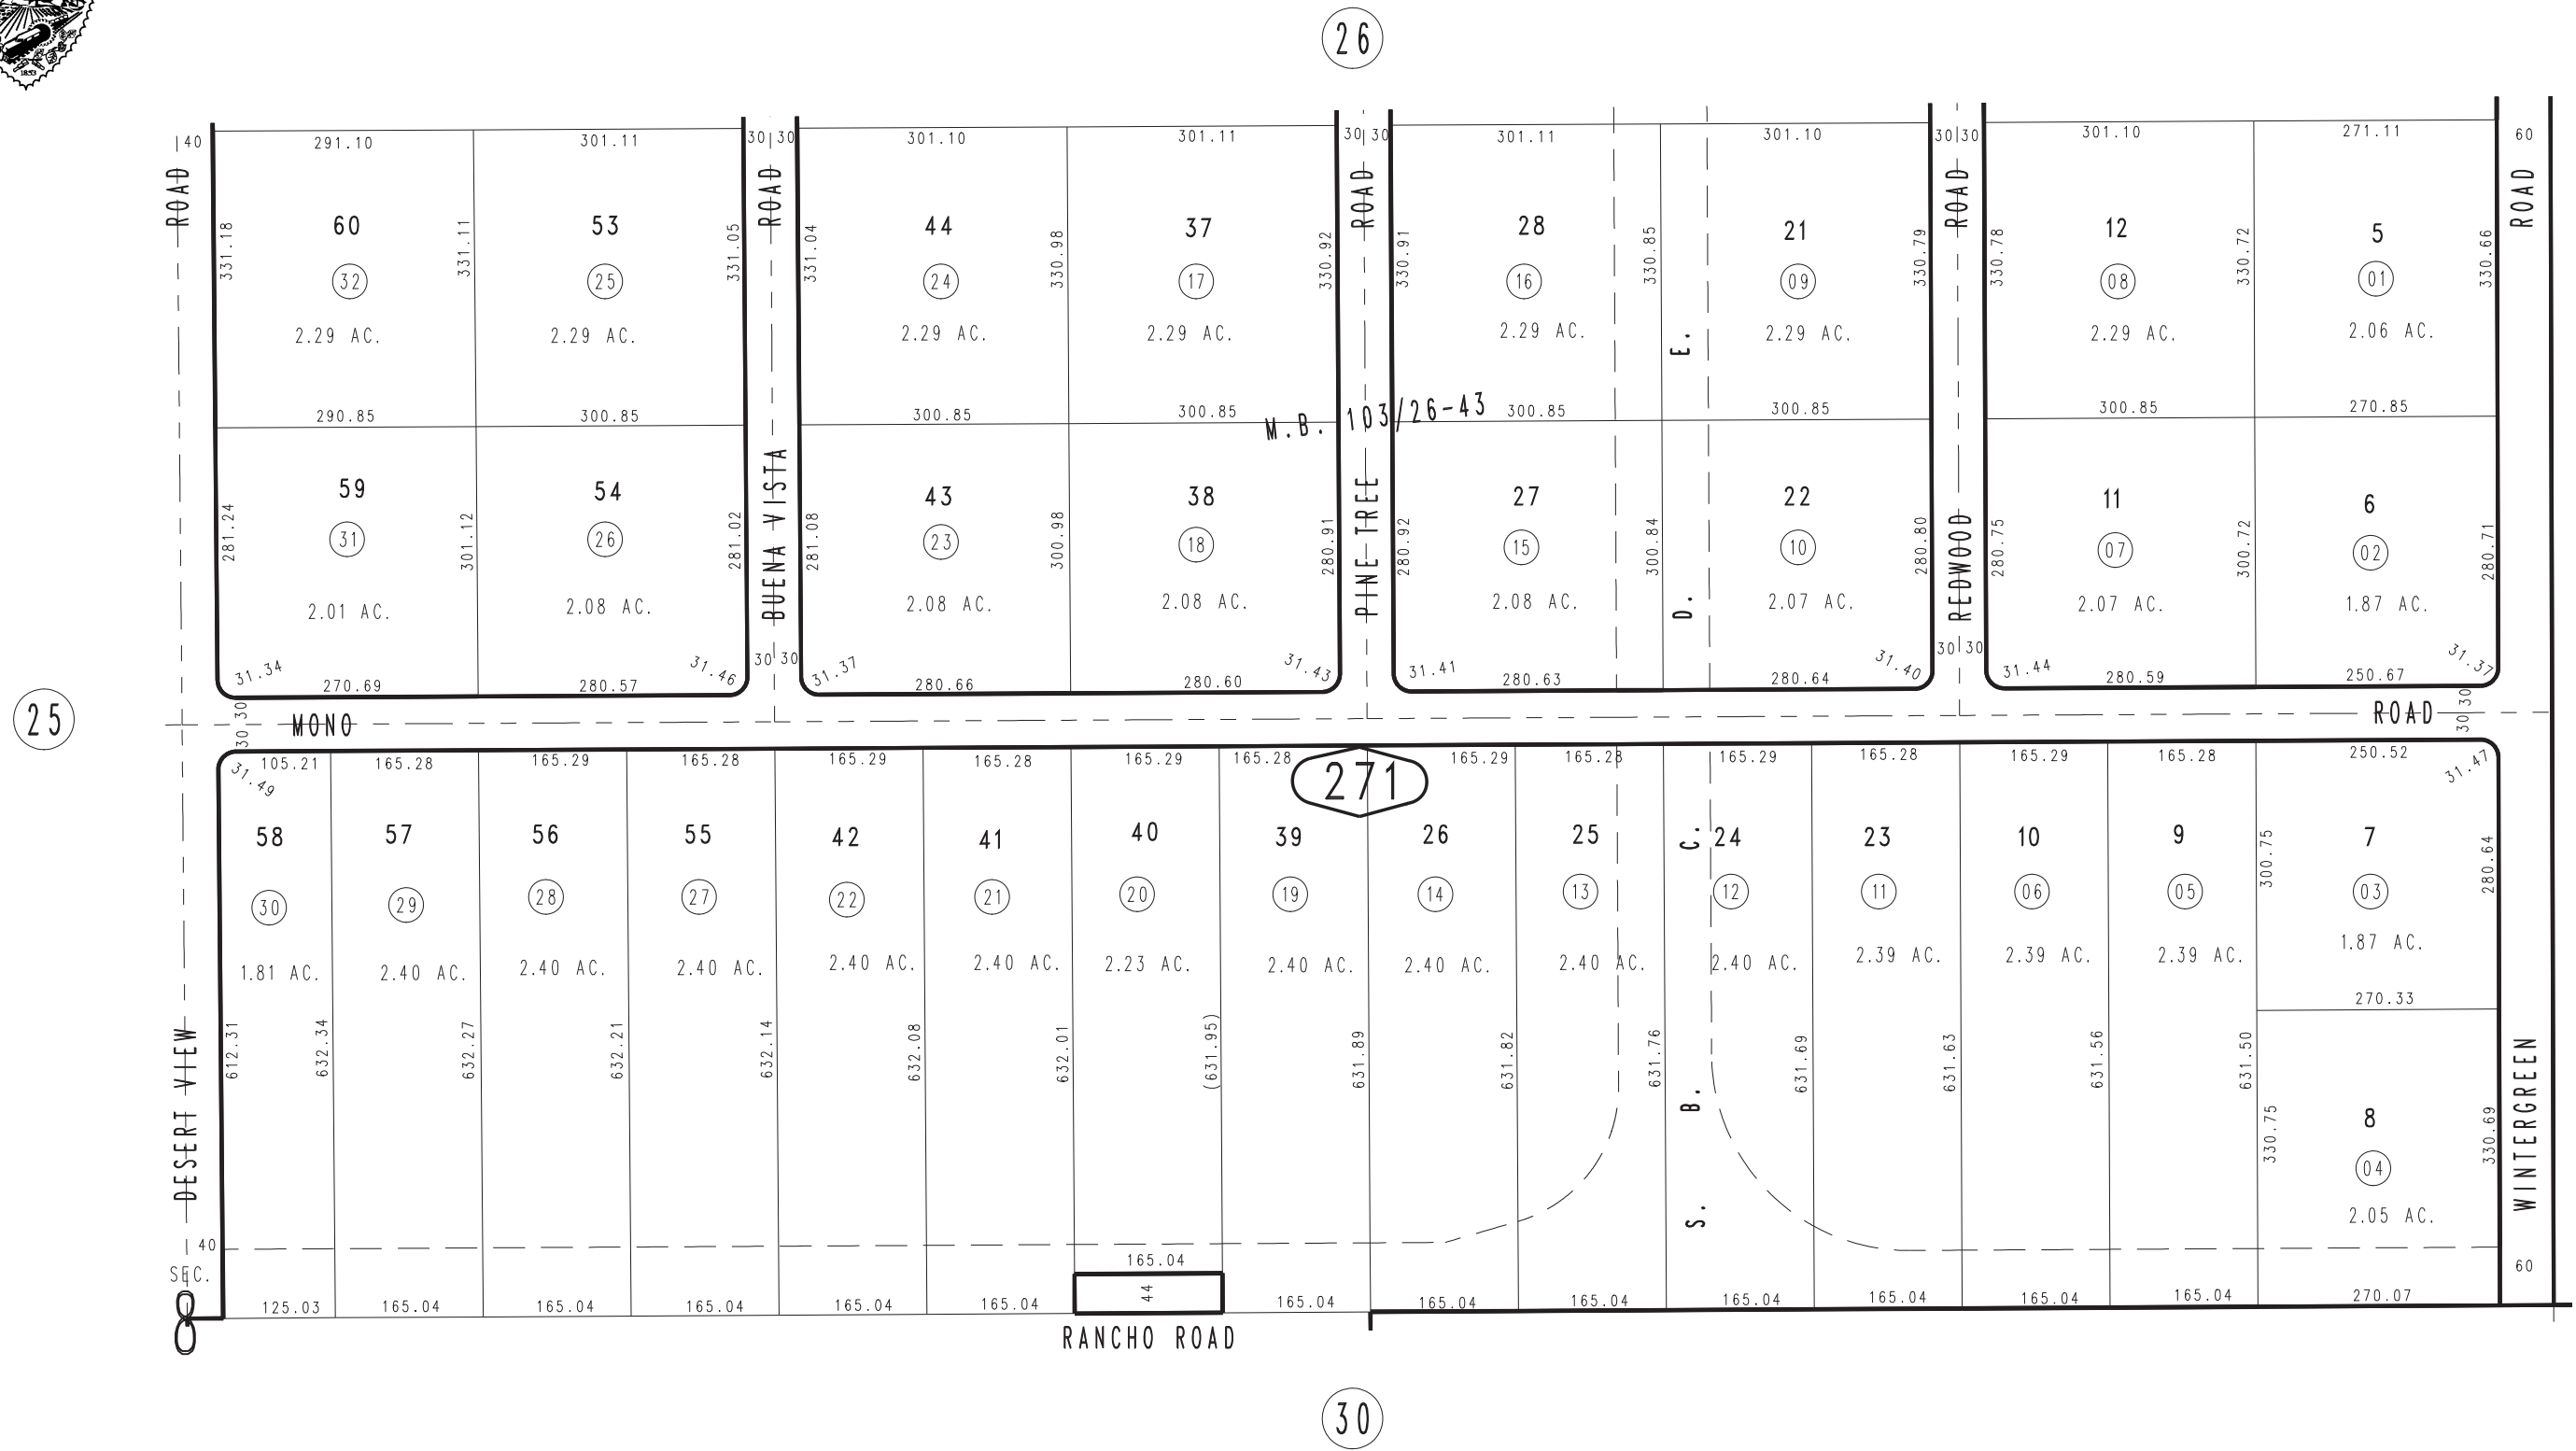 1853
26
40 291.10 301.11 30 30 301.10 301.11 30 30 301.11 301.10 30 30 301.10 271.11 60
ROAD ROAD ROAD ROAD ROAD
60 53 44 37 28 21 12 5
331.18 331.11 331.05 331.04 330.98 330.92 330.91 330.85 330.79 330.78 330.72 330.66
32 25 24 17 16 09 08 01
2.29 AC. 2.29 AC. 2.29 AC. 2.29 AC. 2.29 AC. 2.29 AC. 2.29 AC. 2.06 AC.
E.
290.85 300.85 300.85 300.85 300.85 300.85 300.85 270.85
M.B. 103/26-43
59 54 43 38 27 22 11 6
BUENA VISTA PINE TREE REDWOOD
281.24 301.12 281.02 281.08 300.98 280.91 280.92 300.84 280.80 280.75 300.72 280.71
31 26 23 18 15 10 07 02
2.01 AC. 2.08 AC. 2.08 AC. 2.08 AC. 2.08 AC. 2.07 AC. 2.07 AC. 1.87 AC.
D.
31.34 31.46 30 30 31.37 31.43 31.41 31.40 30 30 31.44 31.37
270.69 280.57 280.66 280.60 280.63 280.64 280.59 250.67
25
30 30 MONO ROAD 30 30
105.21 165.28 165.29 165.28 165.29 165.28 165.29 165.28 165.29 165.28 165.29 165.28 165.29 165.28 250.52
31.49 271 31.47
58 57 56 55 42 41 40 39 26 25 C. 24 23 10 9 7
300.75 280.64
30 29 28 27 22 21 20 19 14 13 12 11 06 05 03
1.81 AC. 2.40 AC. 2.40 AC. 2.40 AC. 2.40 AC. 2.40 AC. 2.23 AC. 2.40 AC. 2.40 AC. 2.40 AC. 2.40 AC. 2.39 AC. 2.39 AC. 2.39 AC. 1.87 AC.
270.33
612.31 632.34 632.27 632.21 632.14 632.08 632.01 (631.95) 631.89 631.82 631.76 631.69 631.63 631.56 631.50
DESERT VIEW B. WINTERGREEN
8
330.75 330.69
04
S. 2.05 AC.
40
165.04
SEC. 60
44
125.03 165.04 165.04 165.04 165.04 165.04 165.04 165.04 165.04 165.04 165.04 165.04 165.04 270.07
8
RANCHO ROAD
30